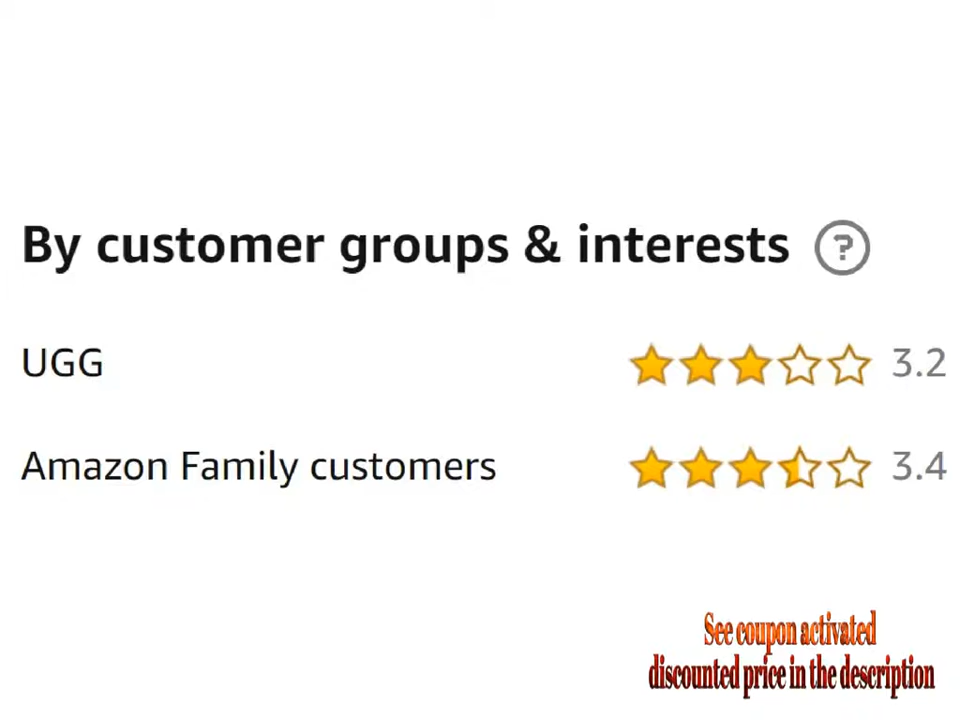 By customer groups & interests ?
UGG 3.2
Amazon Family customers 3.4
See coupon activated
discounted price in the description